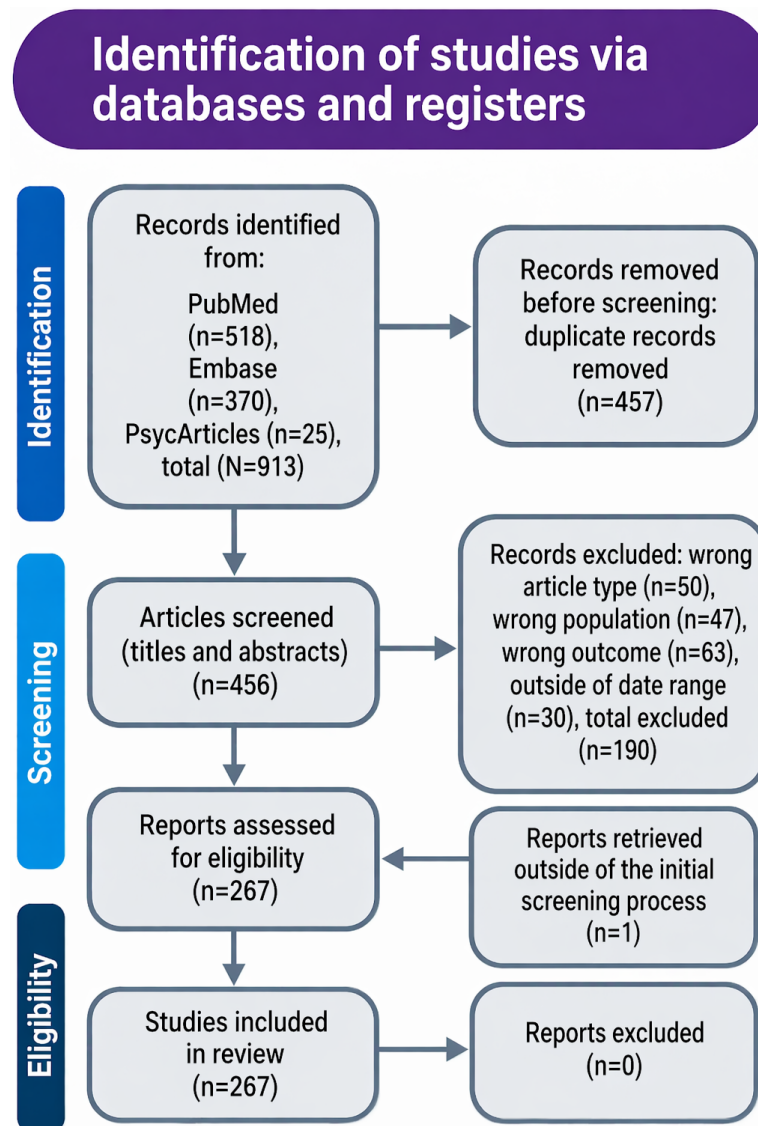 Identification of studies via
databases and registers
Identification
Records identified
from:
PubMed
(n=518),
Embase
(n=370),
PsycArticles (n=25),
total (N=913)
Records removed
before screening:
duplicate records
removed
(n=457)
Screening
Articles screened
(titles and abstracts)
(n=456)
Records excluded: wrong
article type (n=50),
wrong population (n=47),
wrong outcome (n=63),
outside of date range
(n=30), total excluded
(n=190)
Reports assessed
for eligibility
(n=267)
Reports retrieved
outside of the initial
screening process
(n=1)
Eligibility
Studies included
in review
(n=267)
Reports excluded
(n=0)